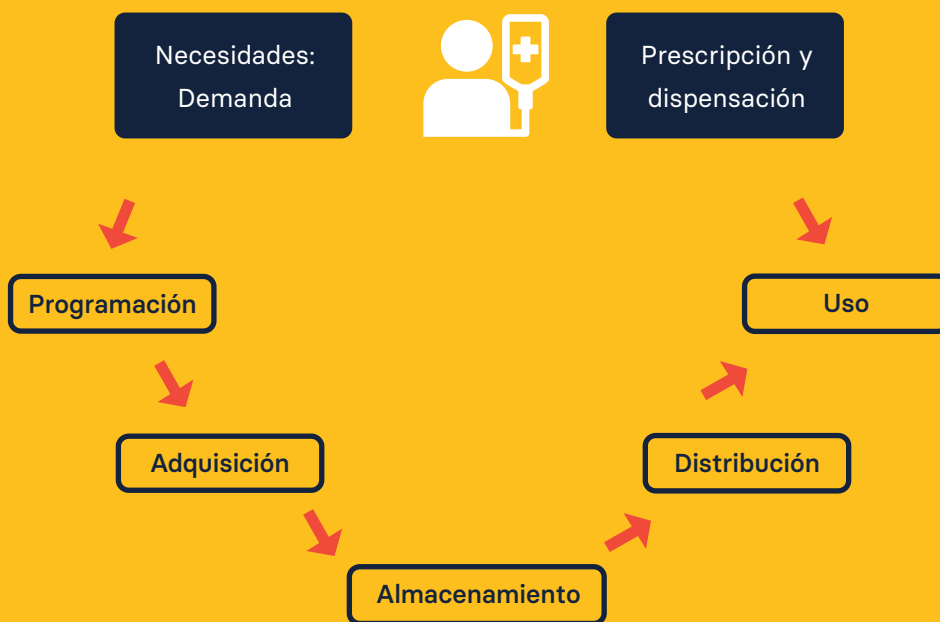 Necesidades:
Demanda
Prescripción y
dispensación
Programación
Uso
Adquisición
Distribución
Almacenamiento